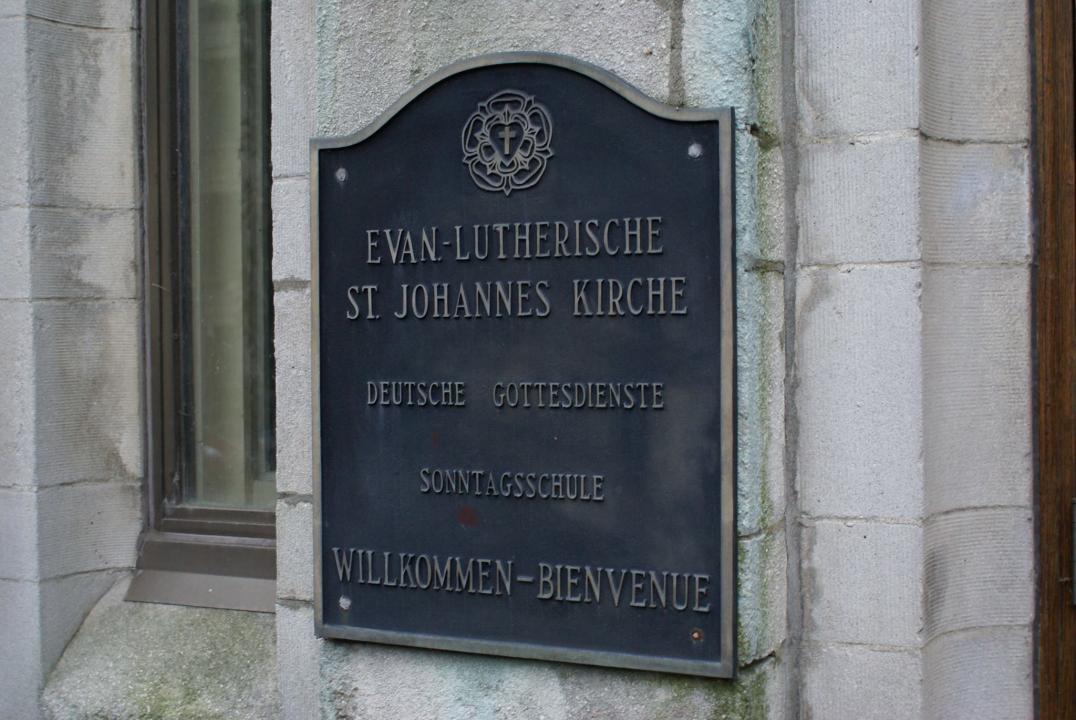 EVAN.-LUTHERISCHE
ST. JOHANNES KIRCHE
DEUTSCHE GOTTESDIENSTE
SONNTAGSSCHULE
WILLKOMMEN-BIENVENUE